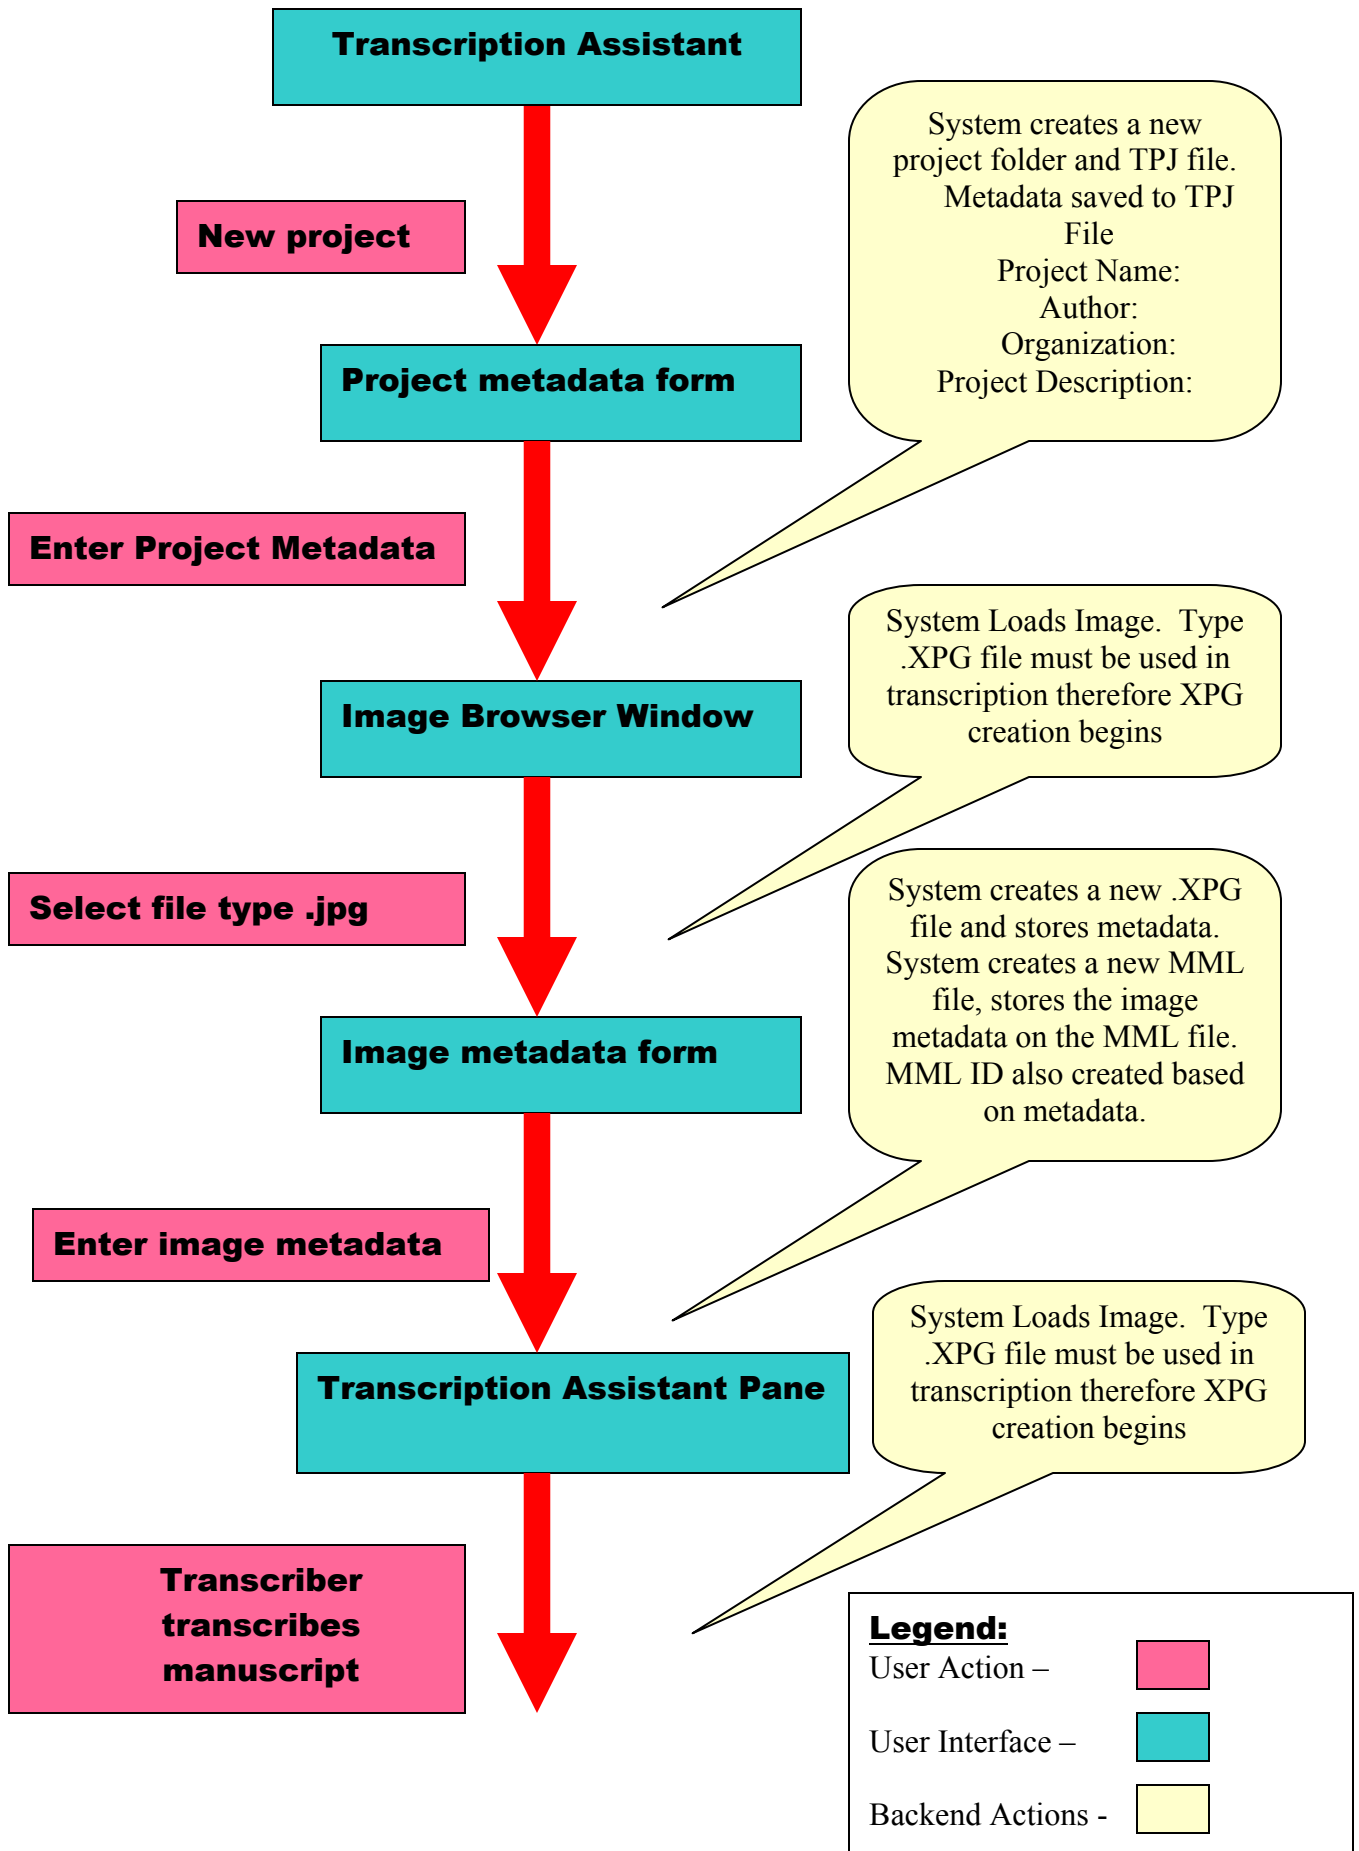 Transcription Assistant
System creates a new
project folder and TPJ file.
Metadata saved to TPJ
File
Project Name:
Author:
Organization:
Project Description:
New project
Project metadata form
Enter Project Metadata
System Loads Image.  Type
.XPG file must be used in
transcription therefore XPG
creation begins
Image Browser Window
Select file type .jpg
System creates a new .XPG
file and stores metadata.
System creates a new MML
file, stores the image
metadata on the MML file.
MML ID also created based
on metadata.
Image metadata form
Enter image metadata
System Loads Image.  Type
.XPG file must be used in
transcription therefore XPG
creation begins
Transcription Assistant Pane
Transcriber
transcribes
manuscript
Legend:
User Action –
User Interface –
Backend Actions -